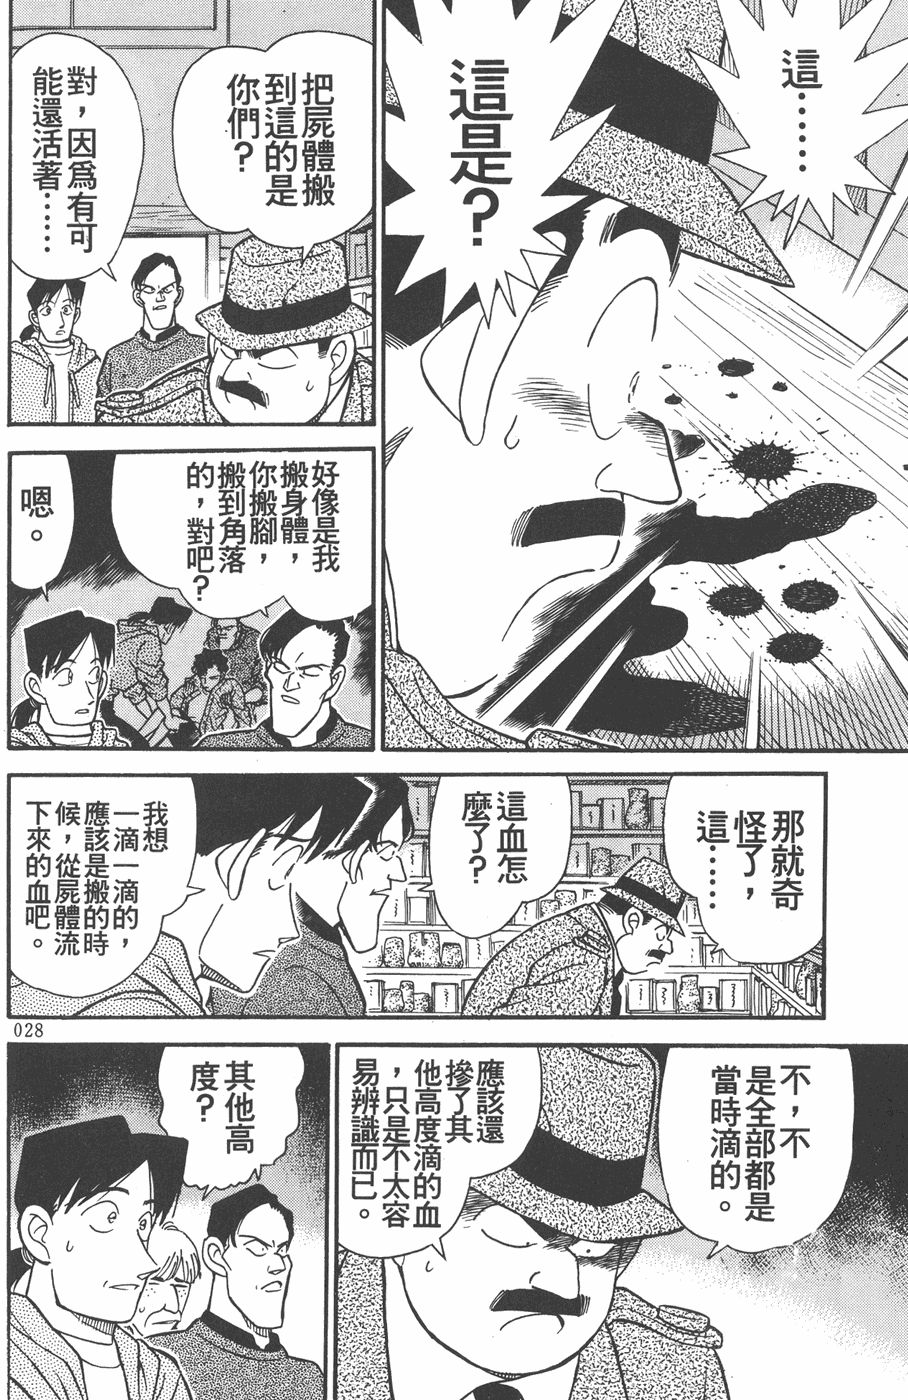 這……
這是？
把屍體搬
到這的是
你們？
對，因為有可
能還活著……
好像是我
搬身體，
你搬腳，
搬到角落
的，對吧？
嗯。
那就奇
怪了，
這……
這血怎
麼了？
我想
一滴一滴的，
應該是搬的時
候，從屍體流
下來的血吧。
028
不，不
是全部都是
當時滴的。
應該還
摻了其
他高度滴的血
，只是不太容
易辨識而已。
其他高
度？